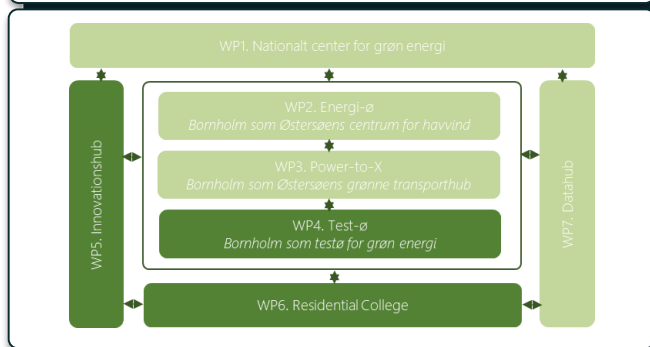 WP1. Nationalt center for grøn energi
WP5. Innovationshub
WP2. Energi-ø
Bornholm som Østersøens centrum for havvind
WP3. Power-to-X
Bornholm som Østersøens grønne transporthub
WP4. Test-ø
Bornholm som testø for grøn energi
WP7. Datahub
WP6. Residential College